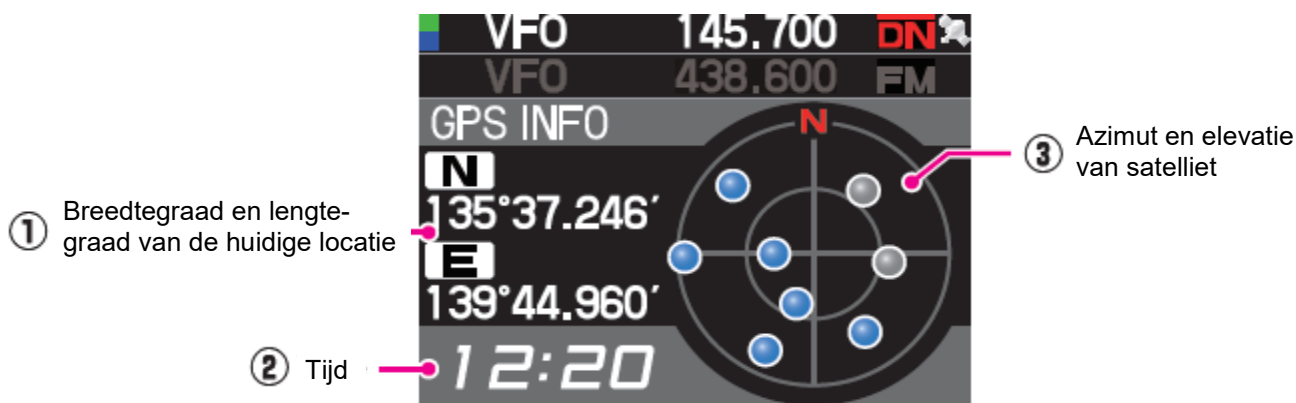 VFO 145.700 DN
VFO 438.600 FM
GPS INFO
N
N
135°37.246′
E
139°44.960′
12:20
① Breedtegraad en lengte-
graad van de huidige locatie
② Tijd
③ Azimut en elevatie
van satelliet